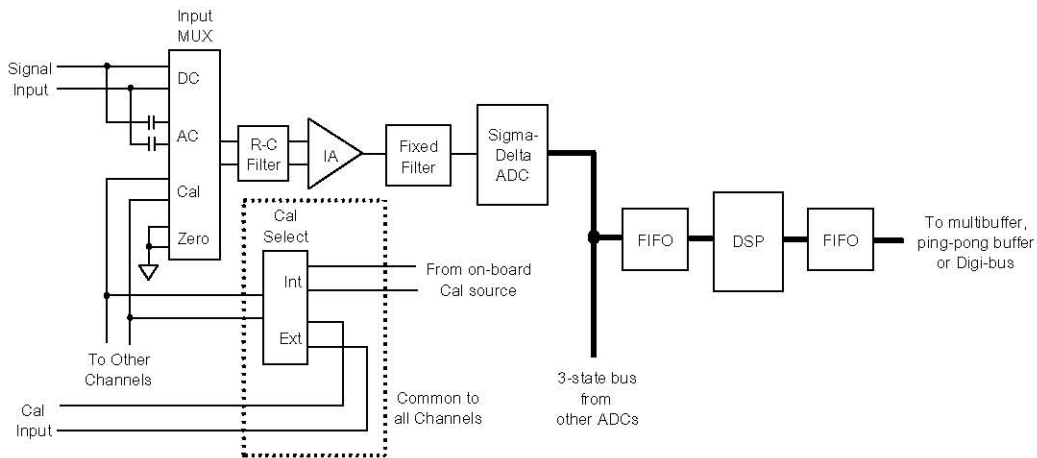 Input
MUX
Signal
Input
DC
AC
Cal
Zero
R-C
Filter
IA
Fixed
Filter
Sigma-
Delta
ADC
FIFO
DSP
FIFO
To multibuffer,
ping-pong buffer
or Digi-bus
Cal
Select
Int
Ext
From on-board
Cal source
To Other
Channels
Cal
Input
Common to
all Channels
3-state bus
from
other ADCs